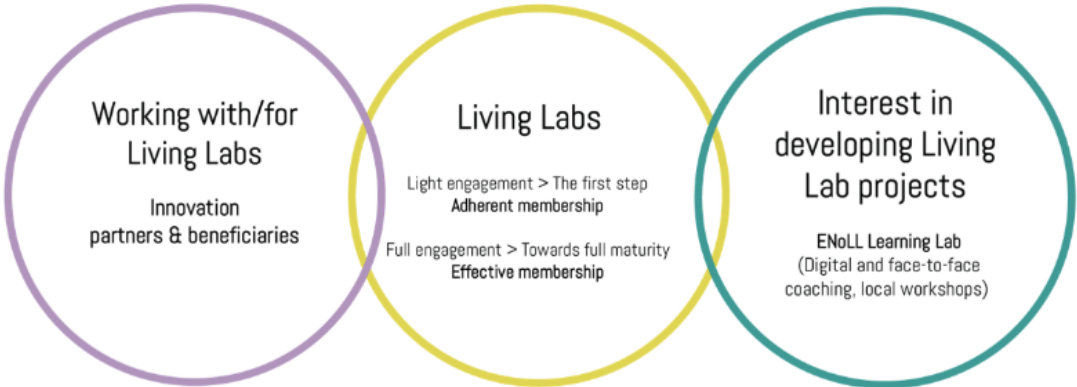 Working with/for
Living Labs
Innovation
partners & beneficiaries
Living Labs
Light engagement > The first step
Adherent membership
Full engagement > Towards full maturity
Effective membership
Interest in
developing Living
Lab projects
ENoLL Learning Lab
(Digital and face-to-face
coaching, local workshops)